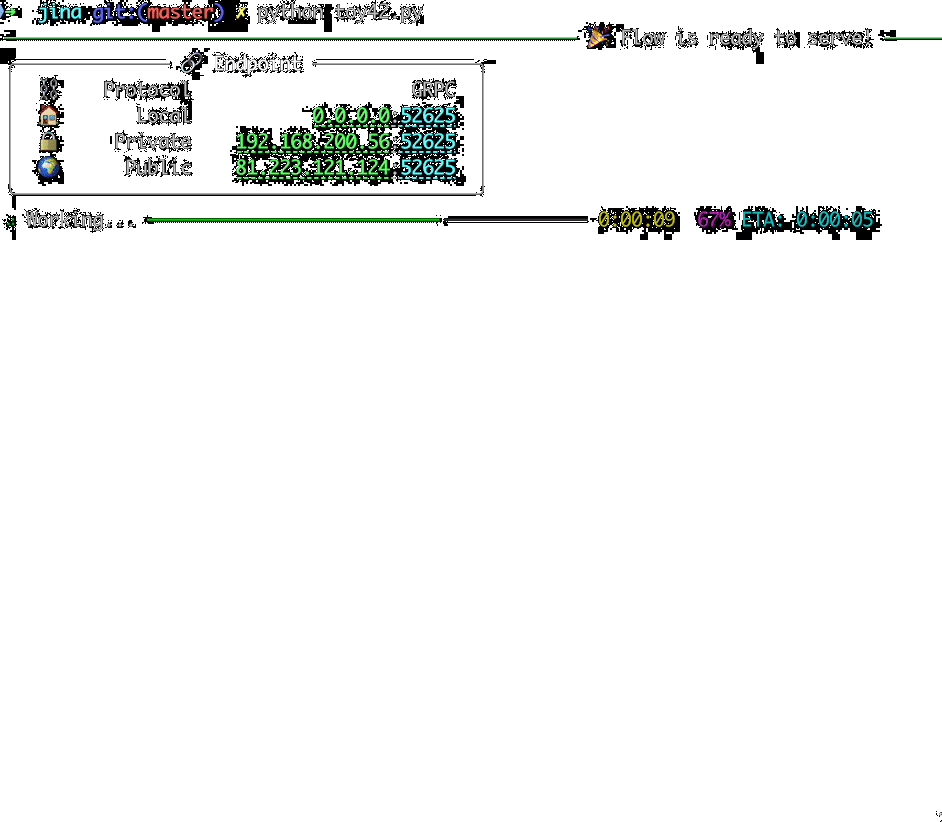 jina git:(master) ✗ python toy42.py
🎉 Flow is ready to serve!
🔗 Endpoint
⛓ Protocol GRPC
🏠 Local 0.0.0.0:52625
🔒 Private 192.168.200.56:52625
🌍 Public 81.223.121.124:52625
Working... 0:00:09 67% ETA: 0:00:05